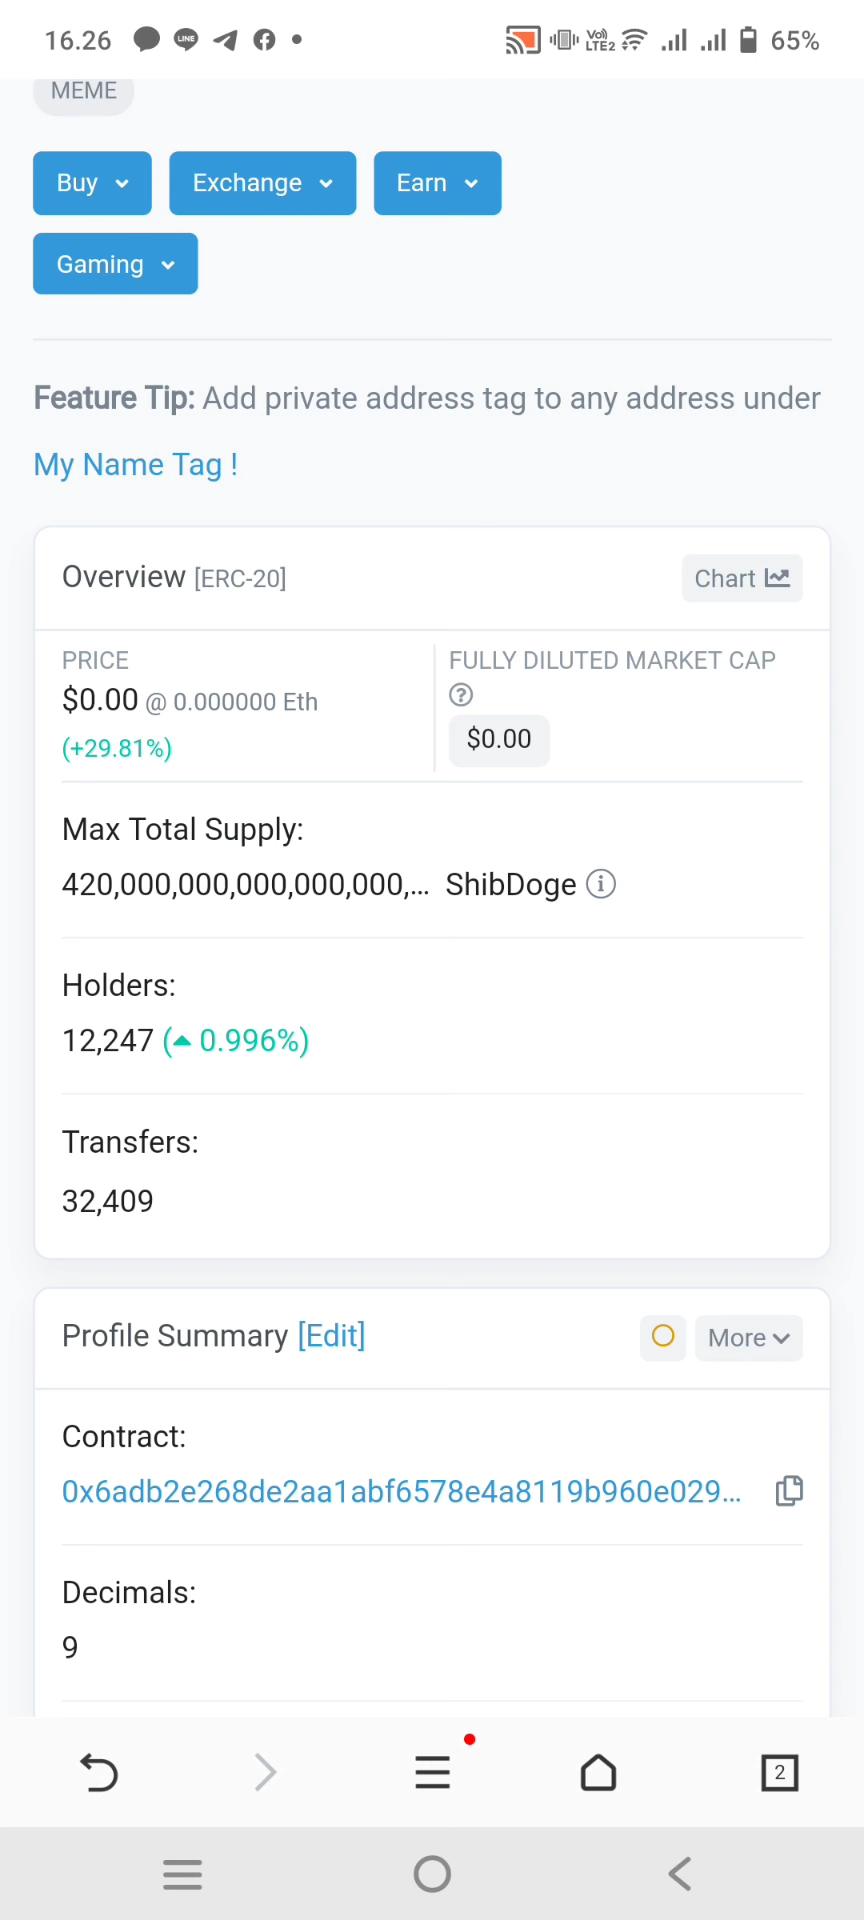 16.26 LINE Vo) LTE2 65%
MEME
Buy Exchange Earn
Gaming
Feature Tip: Add private address tag to any address under
My Name Tag !
Overview [ERC-20] Chart
PRICE
$0.00 @ 0.000000 Eth
(+29.81%)
FULLY DILUTED MARKET CAP
?
$0.00
Max Total Supply:
420,000,000,000,000,000,... ShibDoge
Holders:
12,247 (▲ 0.996%)
Transfers:
32,409
Profile Summary [Edit] More
Contract:
0x6adb2e268de2aa1abf6578e4a8119b960e029...
Decimals:
9
2